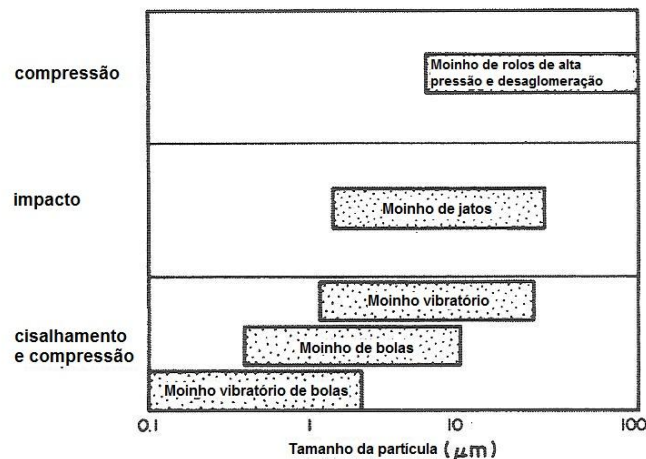 compressão
Moinho de rolos de alta
pressão e desaglomeração
impacto
Moinho de jatos
Moinho vibratório
cisalhamento
e compressão
Moinho de bolas
Moinho vibratório de bolas
0.1 1 10 100
Tamanho da partícula (μm)